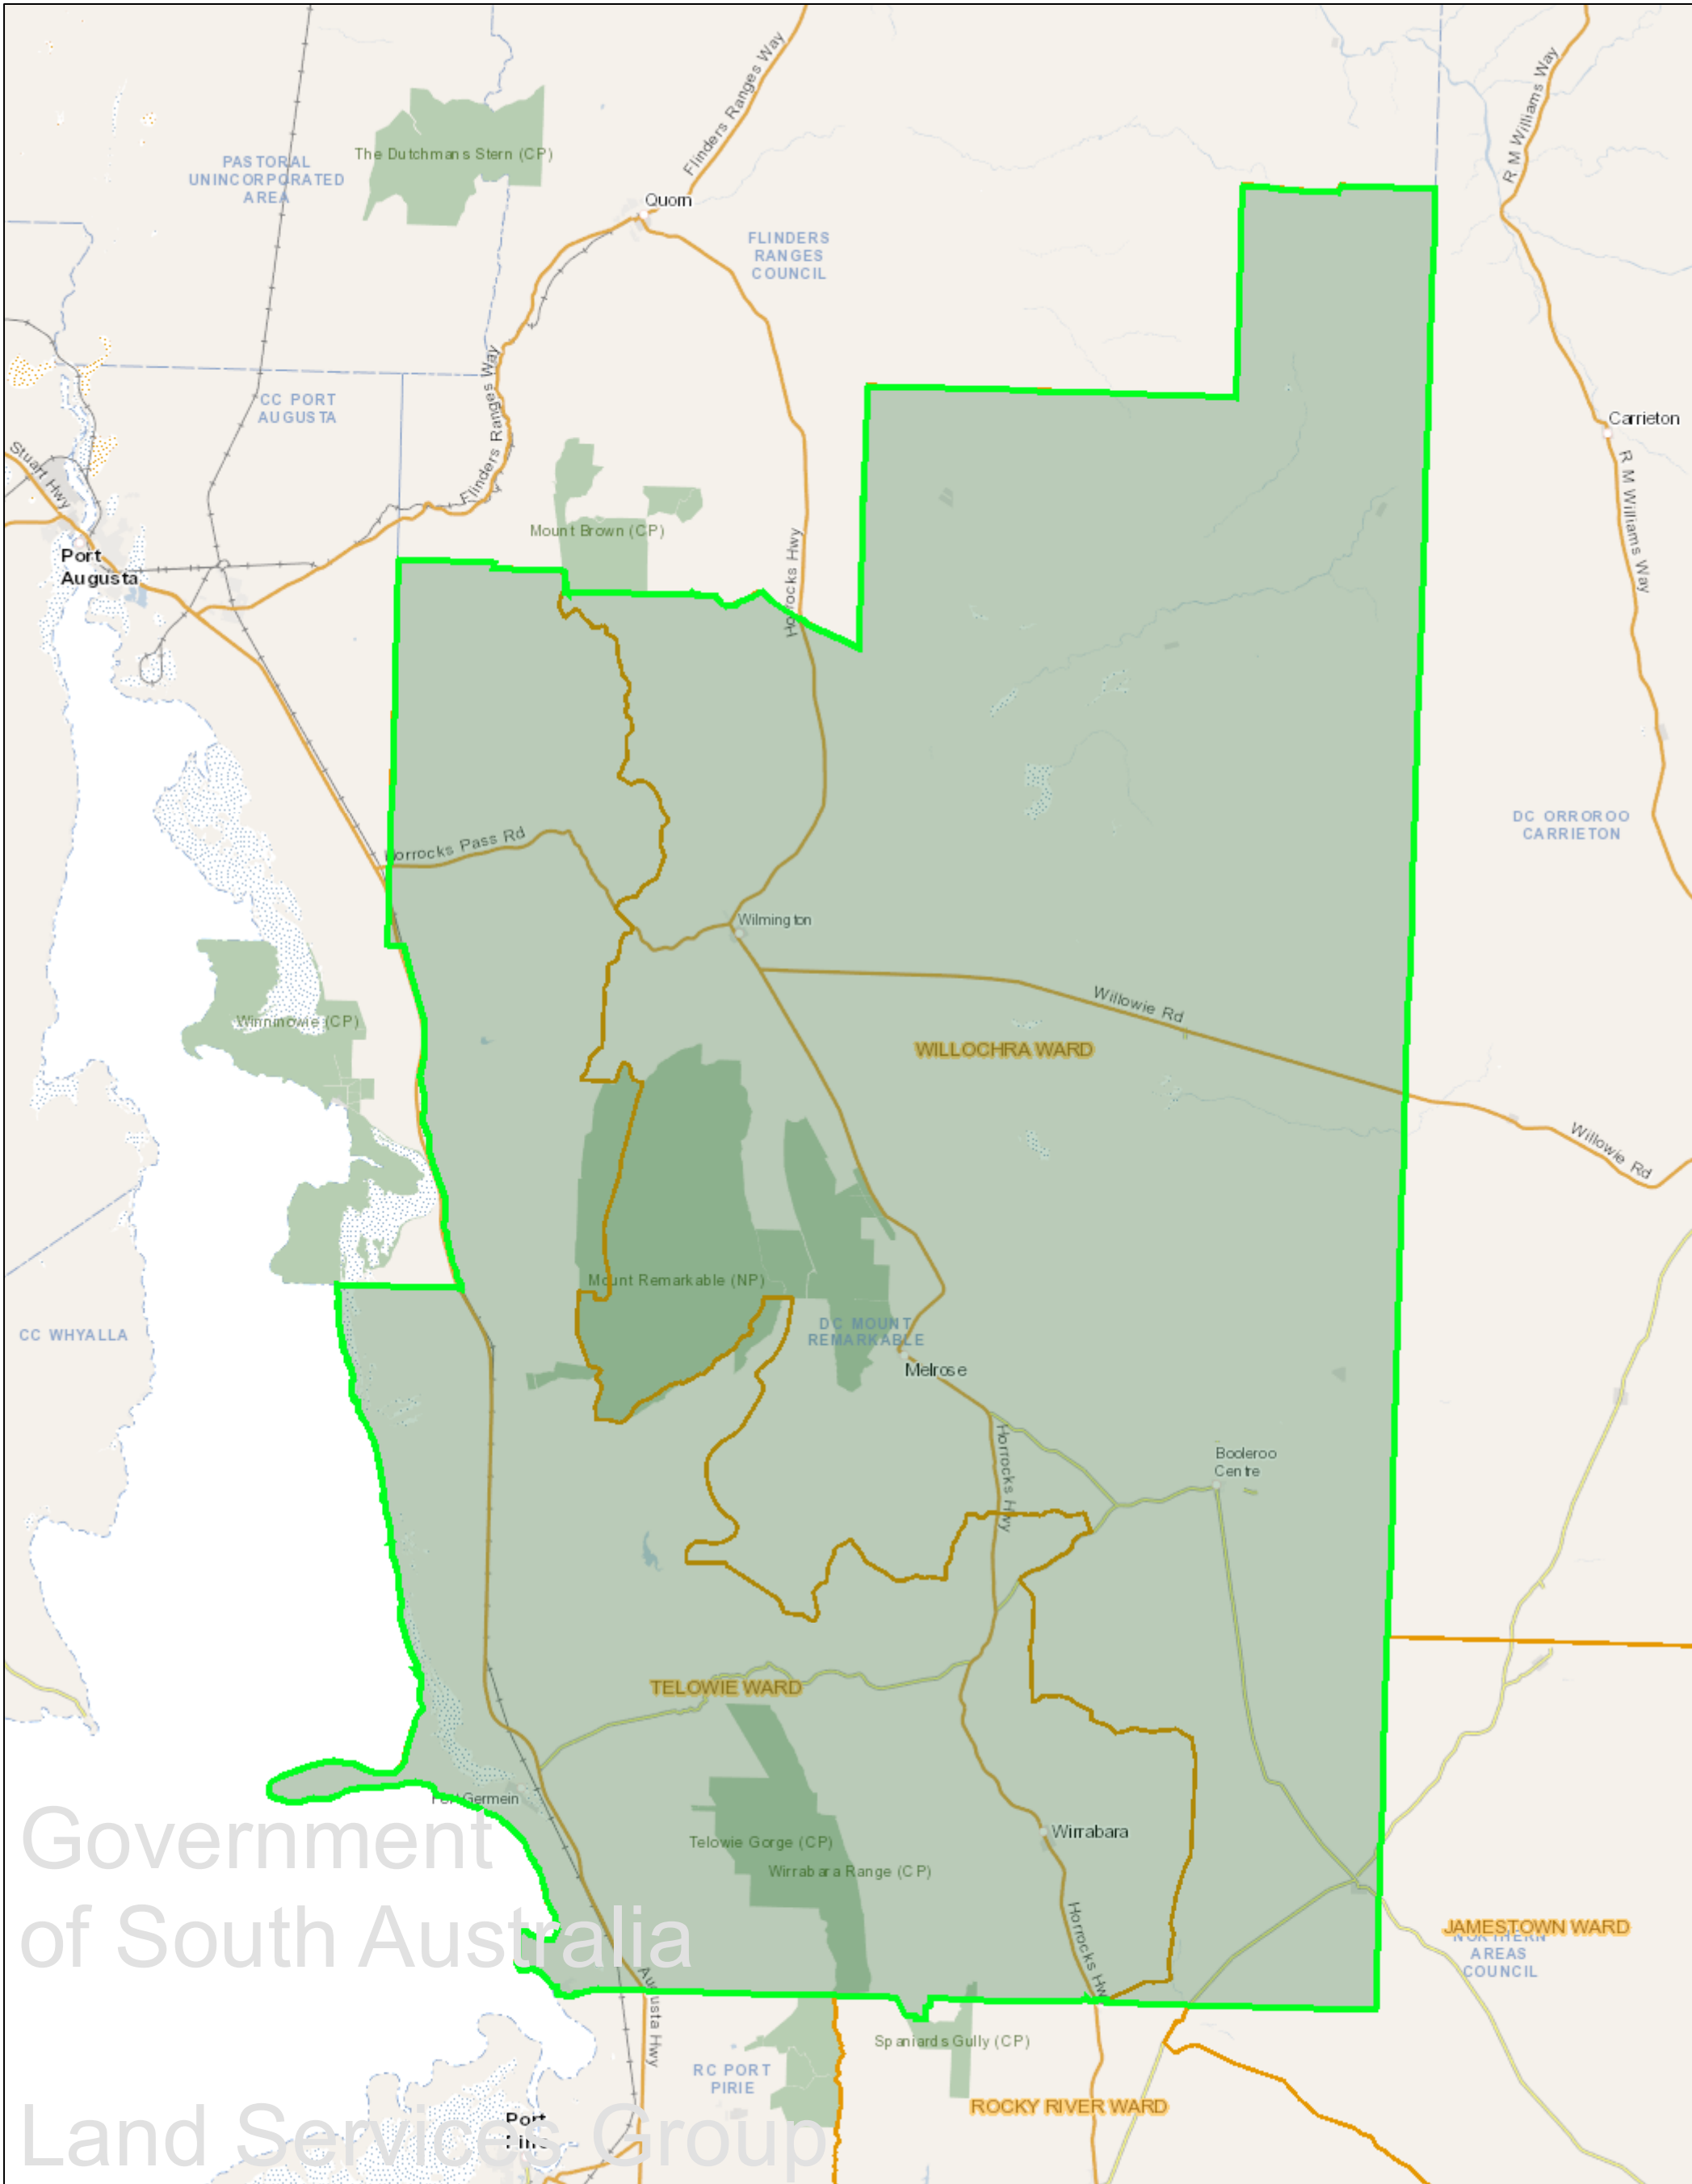 Flinders Ranges Way
R M Williams Way
The Dutchmans Stern (CP)
PASTORAL
UNINCORPORATED
AREA
Quorn
FLINDERS
RANGES
COUNCIL
Flinders Ranges Way
CC PORT
AUGUSTA
Carrieton
Stuart Hwy
R M Williams Way
Mount Brown (CP)
Horrocks Hwy
Port
Augusta
DC ORROROO
CARRIETON
Horrocks Pass Rd
Wilmington
Willowie Rd
Winninowie (CP)
WILLOCHRA WARD
Willowie Rd
Mount Remarkable (NP)
CC WHYALLA
DC MOUNT
REMARKABLE
Melrose
Horrocks Hwy
Booleroo
Centre
TELOWIE WARD
Port Germein
Government
Telowie Gorge (CP)
Wirrabara
Wirrabara Range (CP)
of South Australia
Horrocks Hwy
JAMESTOWN WARD
NORTHERN
AREAS
COUNCIL
Augusta Hwy
Spaniards Gully (CP)
RC PORT
PIRIE
ROCKY RIVER WARD
Port
Pirie
Land Services Group